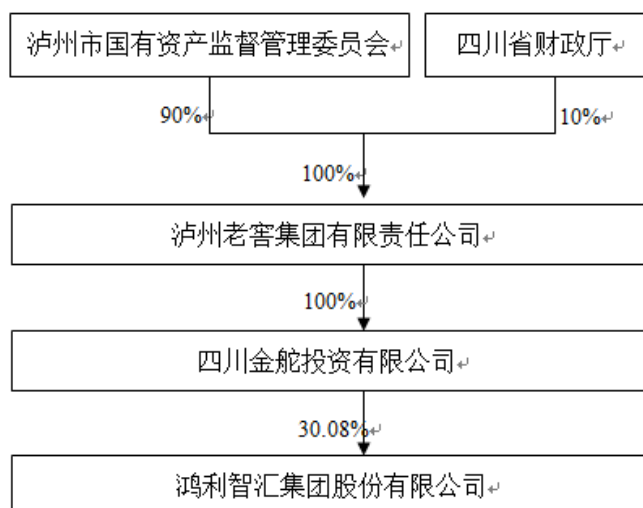 泸州市国有资产监督管理委员会
四川省财政厅
90%
10%
100%
泸州老窖集团有限责任公司
100%
四川金舵投资有限公司
30.08%
鸿利智汇集团股份有限公司